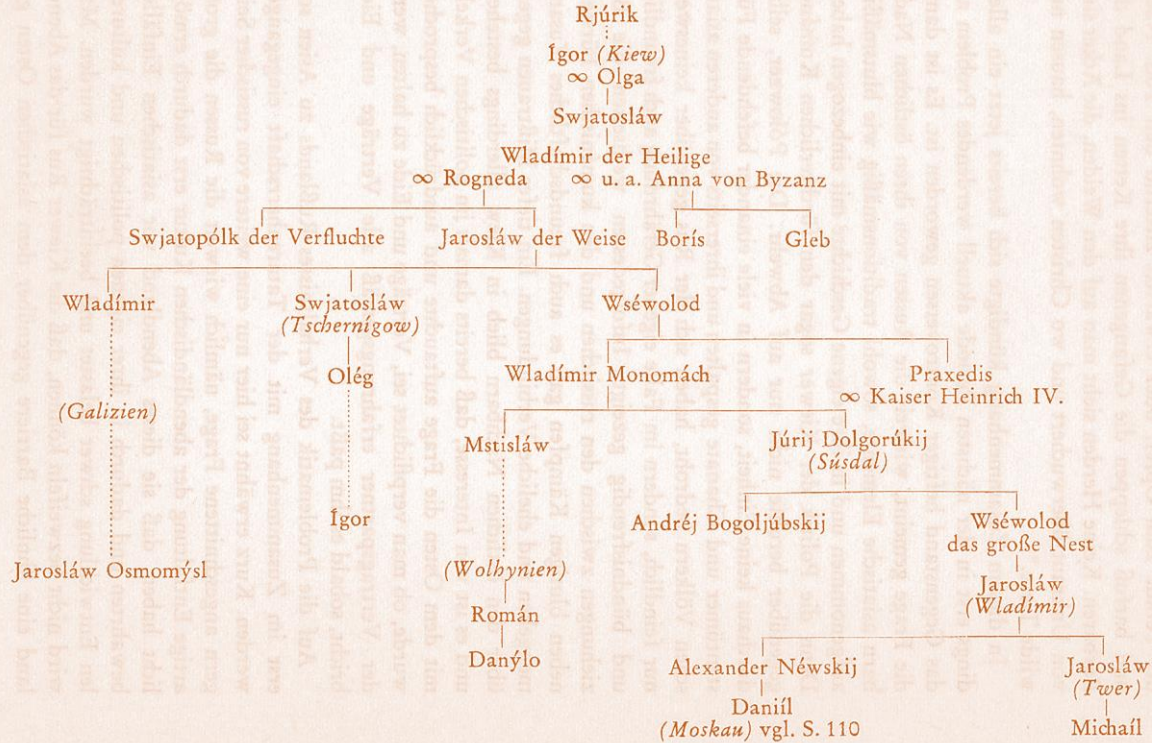 Rjúrik
Ígor (Kiew)
∞ Olga
Swjatosláw
Wladímir der Heilige
∞ Rogneda ∞ u. a. Anna von Byzanz
Swjatopólk der Verfluchte Jarosláw der Weise Borís Gleb
Wladímir Swjatosláw Wséwolod
(Tschernígow)
Olég Wladímir Monomách Praxedis
∞ Kaiser Heinrich IV.
(Galizien)
Mstisláw Júrij Dolgorúkij
(Súsdal)
Ígor Andréj Bogoljúbskij Wséwolod
das große Nest
Jarosláw Osmomýsl (Wolhynien)
Jarosláw
(Wladímir)
Román
Danýlo Alexander Néwskij Jarosláw
(Twer)
Daniíl
(Moskau) vgl. S. 110 Michaíl